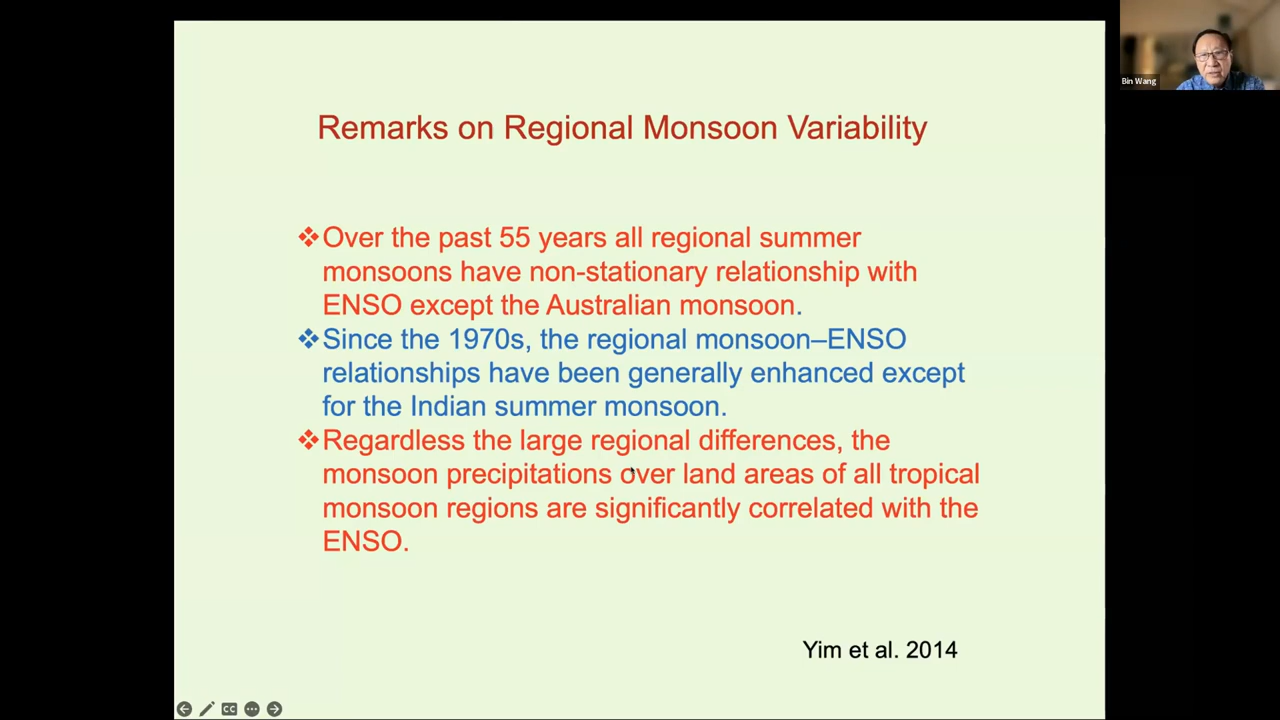 Remarks on Regional Monsoon Variability
❖Over the past 55 years all regional summer
monsoons have non-stationary relationship with
ENSO except the Australian monsoon.
❖Since the 1970s, the regional monsoon–ENSO
relationships have been generally enhanced except
for the Indian summer monsoon.
❖Regardless the large regional differences, the
monsoon precipitations over land areas of all tropical
monsoon regions are significantly correlated with the
ENSO.
Yim et al. 2014
Bin Wang
CC